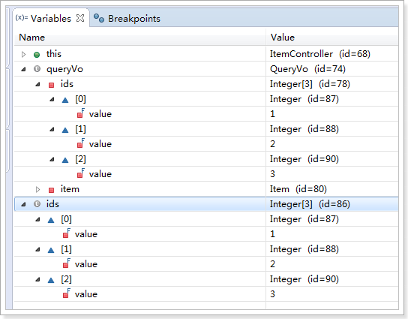 (x)= Variables Breakpoints
Name Value
this ItemController (id=68)
queryVo QueryVo (id=74)
ids Integer[3] (id=78)
[0] Integer (id=87)
value 1
[1] Integer (id=88)
value 2
[2] Integer (id=90)
value 3
item Item (id=80)
ids Integer[3] (id=86)
[0] Integer (id=87)
value 1
[1] Integer (id=88)
value 2
[2] Integer (id=90)
value 3